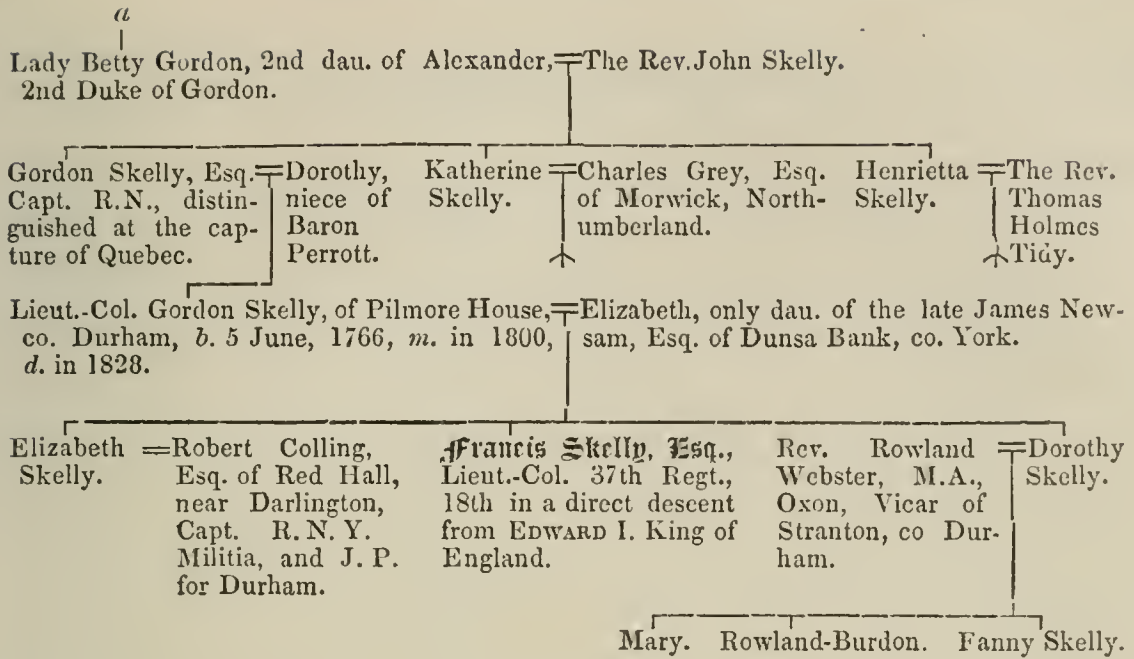 a
Lady Betty Gordon, 2nd dau. of Alexander,=The Rev. John Skelly.
2nd Duke of Gordon.
Gordon Skelly, Esq.=Dorothy,
Capt. R.N., distin- niece of
guished at the cap- Baron
ture of Quebec. Perrott.
Katherine =Charles Grey, Esq.
Skelly. of Morwick, North-
umberland.
Henrietta =The Rev.
Skelly. Thomas
Holmes
Tidy.
Lieut.-Col. Gordon Skelly, of Pilmore House,=Elizabeth, only dau. of the late James New-
co. Durham, b. 5 June, 1766, m. in 1800, sam, Esq. of Dunsa Bank, co. York.
d. in 1828.
Elizabeth =Robert Colling,
Skelly. Esq. of Red Hall,
near Darlington,
Capt. R. N. Y.
Militia, and J. P.
for Durham.
Francis Skelly, Esq.,
Lieut.-Col. 37th Regt.,
18th in a direct descent
from EDWARD I. King of
England.
Rev. Rowland =Dorothy
Webster, M.A., Skelly.
Oxon, Vicar of
Stranton, co Dur-
ham.
Mary. Rowland-Burdon. Fanny Skelly.